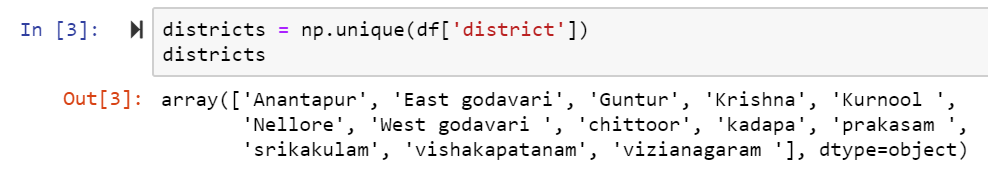 In [3]: districts = np.unique(df['district'])
districts
Out[3]: array(['Anantapur', 'East godavari', 'Guntur', 'Krishna', 'Kurnool ',
'Nellore', 'West godavari ', 'chittoor', 'kadapa', 'prakasam ',
'srikakulam', 'vishakapatanam', 'vizianagaram '], dtype=object)